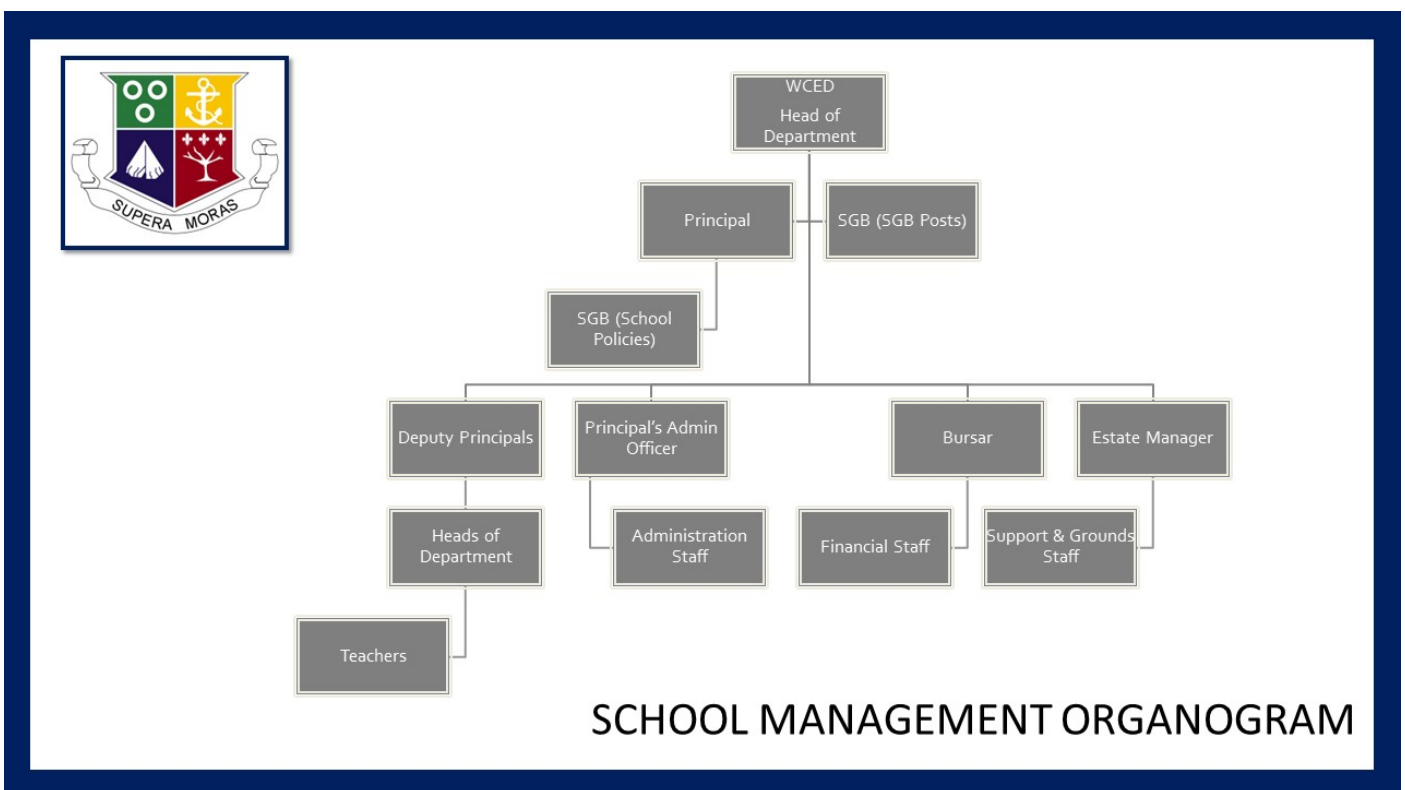 SUPERA MORAS
WCED
Head of
Department
Principal
SGB (SGB Posts)
SGB (School
Policies)
Deputy Principals
Principal’s Admin
Officer
Bursar
Estate Manager
Heads of
Department
Administration
Staff
Financial Staff
Support & Grounds
Staff
Teachers
SCHOOL MANAGEMENT ORGANOGRAM